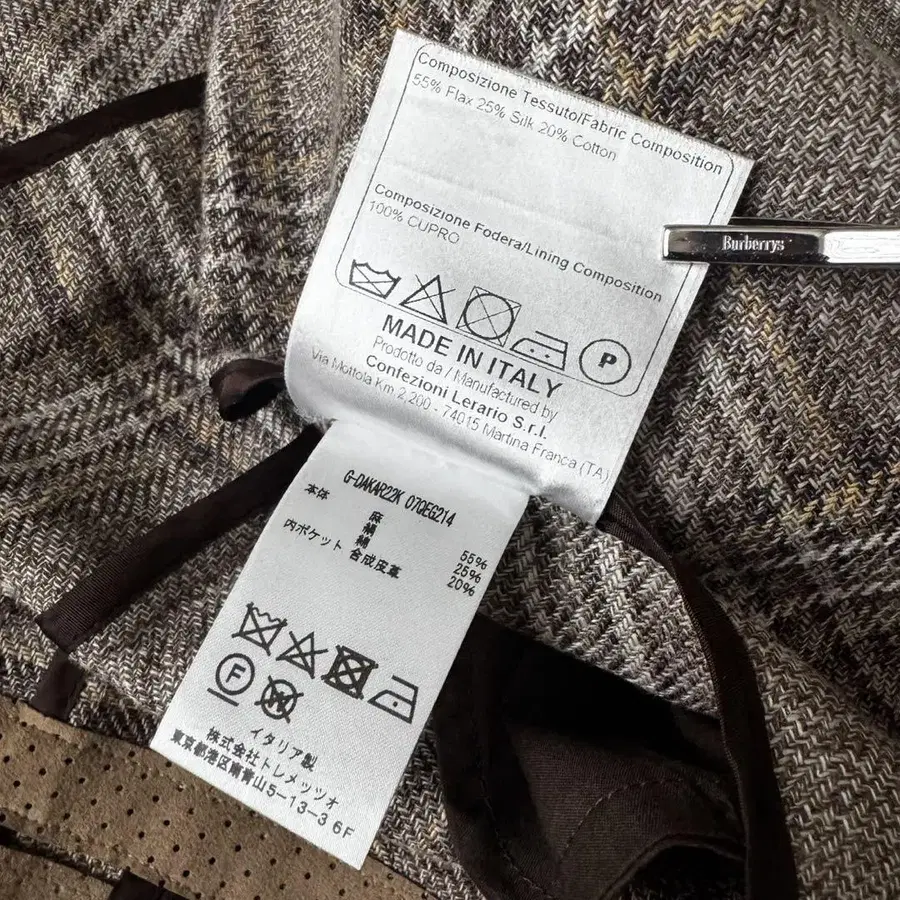 Composizione Tessuto/Fabric Composition
55% Flax 25% Silk 20% Cotton
Composizione Fodera/Lining Composition
100% CUPRO
P
MADE IN ITALY
Prodotto da / Manufactured by
Confezioni Lerario S.r.l.
Via Mottola Km 2,200 - 74015 Martina Franca (TA)
Burberrys
G-DAKAR22K 070EG214
本体 麻 55%
絹 25%
綿 20%
内ポケット 合成皮革
F
W
イタリア製
株式会社トレメッツォ
東京都港区南青山5-13-3 6F